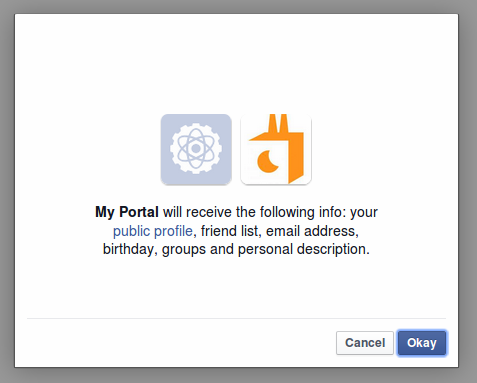 My Portal will receive the following info: your
public profile, friend list, email address,
birthday, groups and personal description.
Cancel Okay